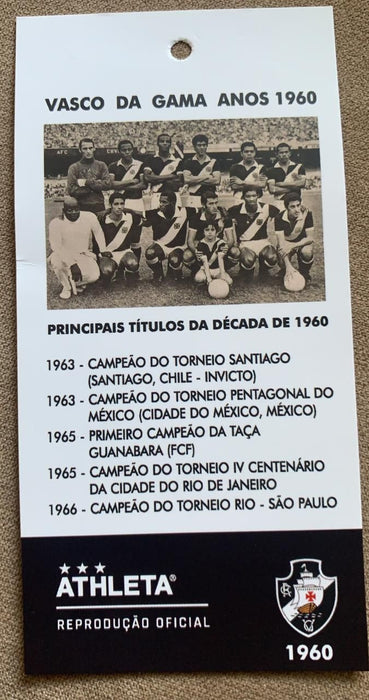 VASCO DA GAMA ANOS 1960
PRINCIPAIS TÍTULOS DA DÉCADA DE 1960
1963 - CAMPEÃO DO TORNEIO SANTIAGO
(SANTIAGO, CHILE - INVICTO)
1963 - CAMPEÃO DO TORNEIO PENTAGONAL DO
MÉXICO (CIDADE DO MÉXICO, MÉXICO)
1965 - PRIMEIRO CAMPEÃO DA TAÇA
GUANABARA (FCF)
1965 - CAMPEÃO DO TORNEIO IV CENTENÁRIO
DA CIDADE DO RIO DE JANEIRO
1966 - CAMPEÃO DO TORNEIO RIO - SÃO PAULO
ATHLETA®
REPRODUÇÃO OFICIAL
1960